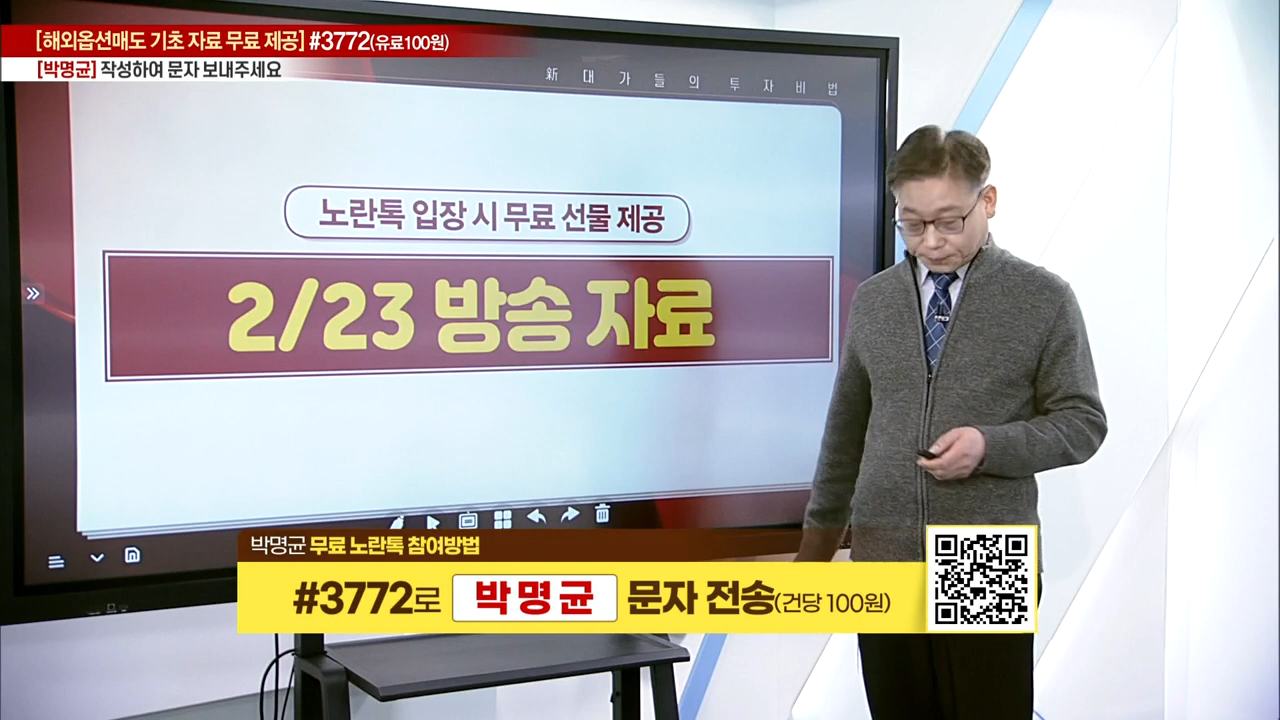 [해외옵션매도 기초 자료 무료 제공] #3772(유료100원)
[박명균] 작성하여 문자 보내주세요
新 대 가 들 의 투 자 비 법
노란톡 입장 시 무료 선물 제공
2/23 방송 자료
박명균 무료 노란톡 참여방법
#3772로 박명균 문자 전송(건당 100원)